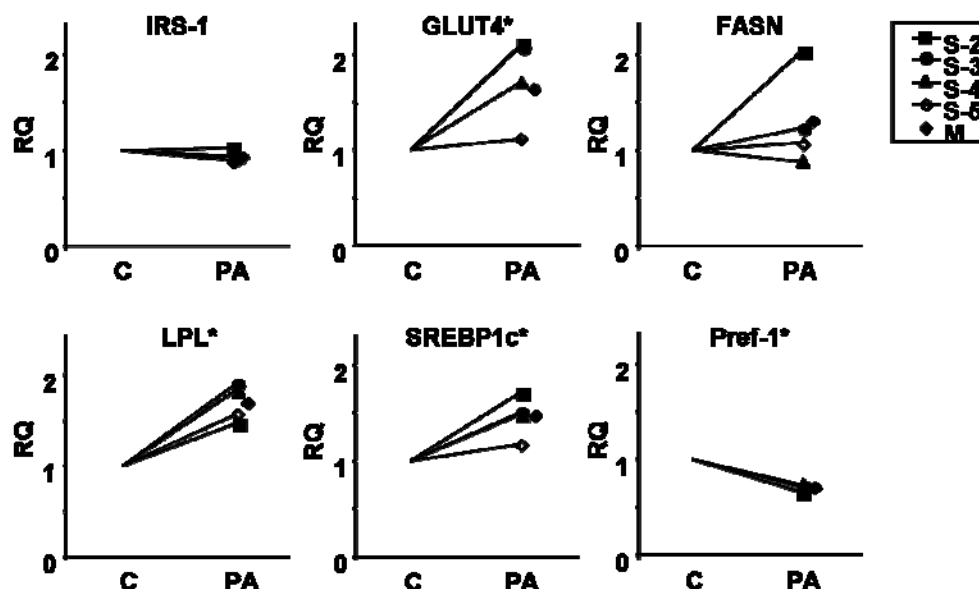 IRS-1
GLUT4*
FASN
S-2
S-3
S-4
S-5
M
2
1
0
RQ
C
PA
2
1
0
RQ
C
PA
2
1
0
RQ
C
PA
LPL*
SREBP1c*
Pref-1*
2
1
0
RQ
C
PA
2
1
0
RQ
C
PA
2
1
0
RQ
C
PA